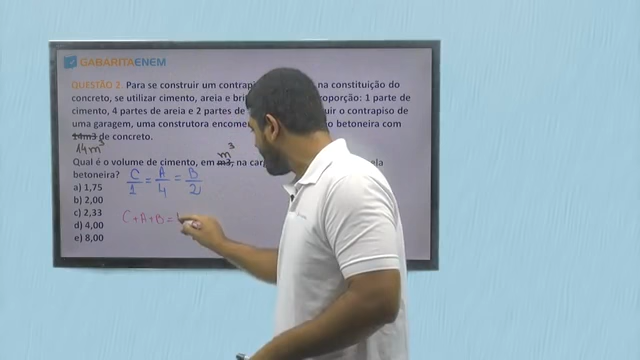 GABARITAENEM
QUESTÃO 2. Para se construir um contrapi na constituição do
concreto, se utilizar cimento, areia e bri oporção: 1 parte de
cimento, 4 partes de areia e 2 partes de ir o contrapiso de
uma garagem, uma construtora encome o betoneira com
14m3 de concreto.
14m³
m³
Qual é o volume de cimento, em m3, na car ela
betoneira?
C/1 = A/4 = B/2
a) 1,75
b) 2,00
c) 2,33
C+A+B=1
d) 4,00
e) 8,00